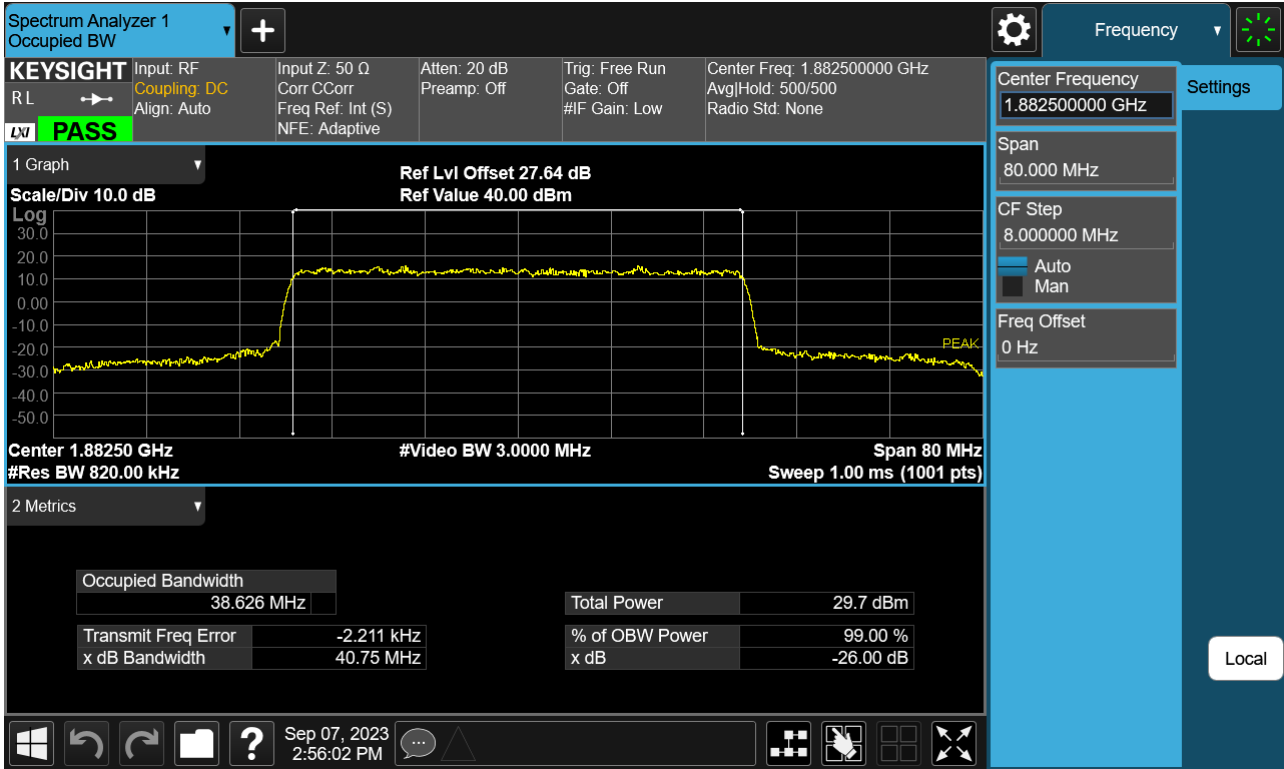 Spectrum Analyzer 1
Occupied BW
Frequency
KEYSIGHT
R L
LXI
PASS
Input: RF
Coupling: DC
Align: Auto
Input Z: 50 Ω
Corr CCorr
Freq Ref: Int (S)
NFE: Adaptive
Atten: 20 dB
Preamp: Off
Trig: Free Run
Gate: Off
#IF Gain: Low
Center Freq: 1.882500000 GHz
Avg|Hold: 500/500
Radio Std: None
1 Graph
Scale/Div 10.0 dB
Ref Lvl Offset 27.64 dB
Ref Value 40.00 dBm
Log
30.0
20.0
10.0
0.00
-10.0
-20.0
-30.0
-40.0
-50.0
PEAK
Center 1.88250 GHz
#Video BW 3.0000 MHz
Span 80 MHz
#Res BW 820.00 kHz
Sweep 1.00 ms (1001 pts)
2 Metrics
Occupied Bandwidth
38.626 MHz
Total Power 29.7 dBm
Transmit Freq Error -2.211 kHz
% of OBW Power 99.00 %
x dB Bandwidth 40.75 MHz
x dB -26.00 dB
Center Frequency
1.882500000 GHz
Span
80.000 MHz
CF Step
8.000000 MHz
Auto
Man
Freq Offset
0 Hz
Settings
Local
?
Sep 07, 2023
2:56:02 PM